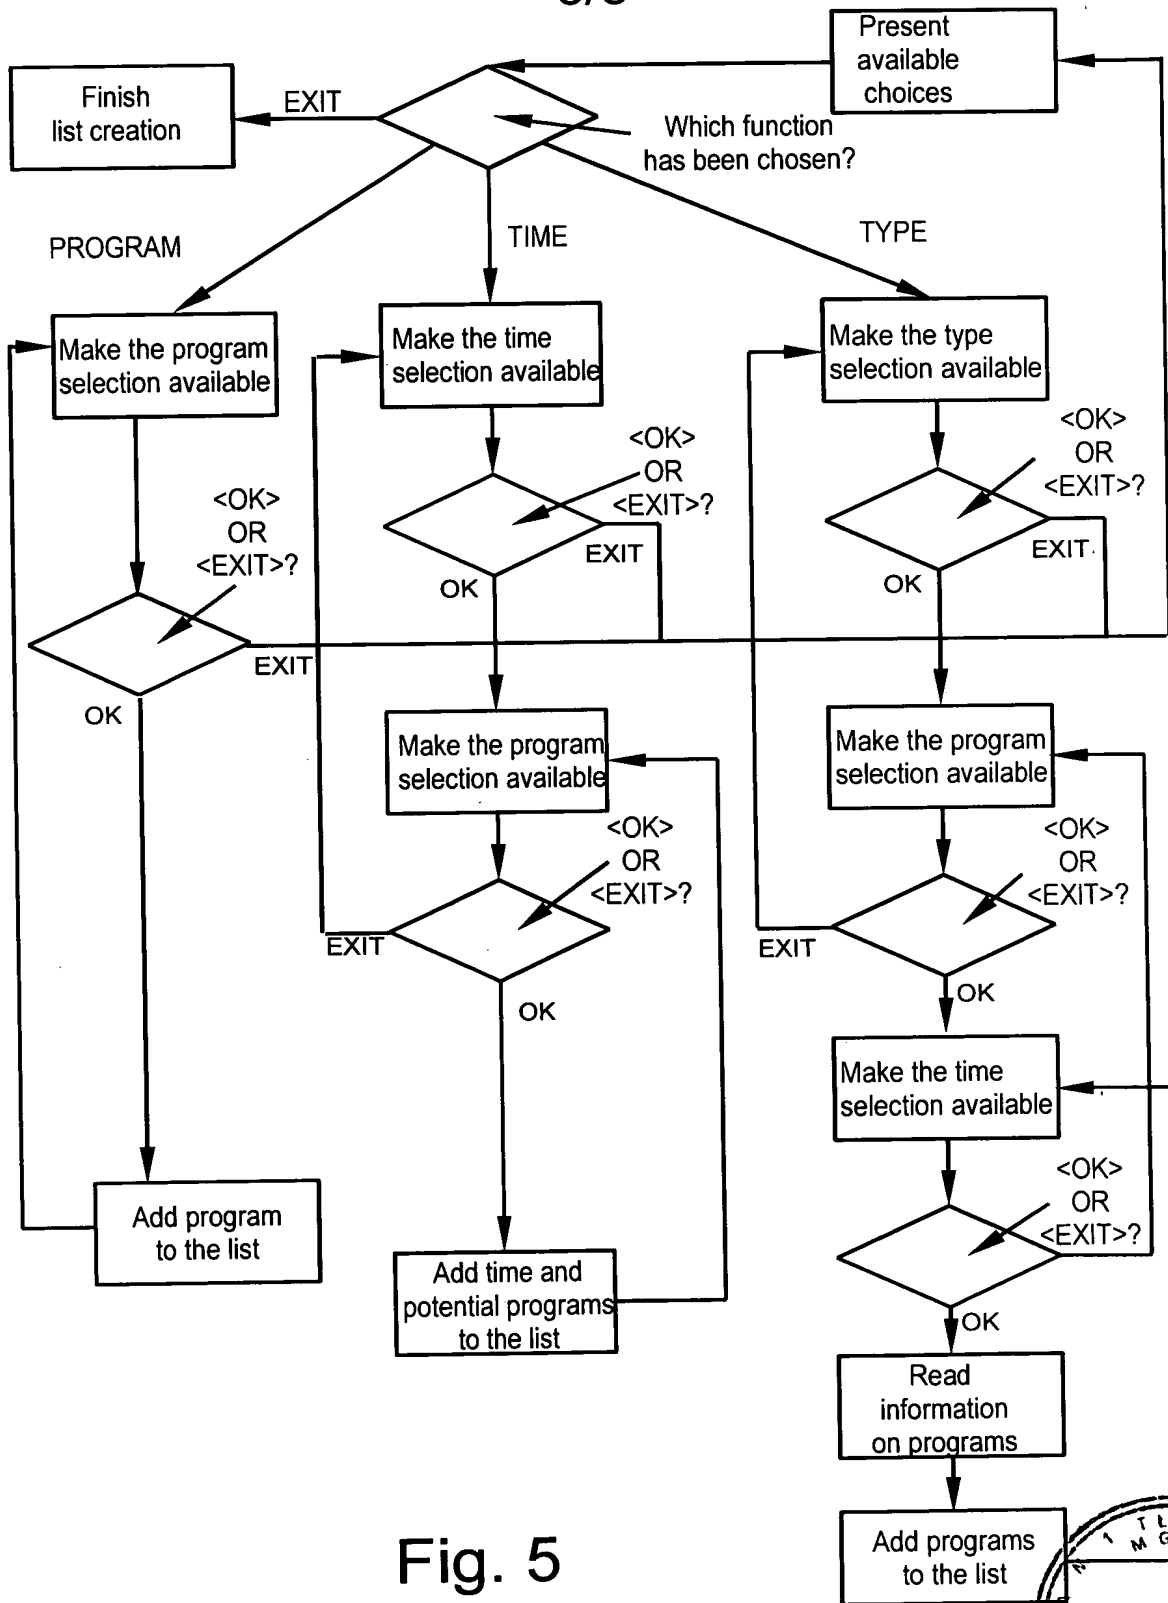 Present
available
choices
Finish
list creation
EXIT
Which function
has been chosen?
PROGRAM
TIME
TYPE
Make the program
selection available
Make the time
selection available
Make the type
selection available
<OK>
OR
<EXIT>?
<OK>
OR
<EXIT>?
<OK>
OR
<EXIT>?
EXIT
EXIT
OK
OK
EXIT
OK
Make the program
selection available
Make the program
selection available
<OK>
OR
<EXIT>?
<OK>
OR
<EXIT>?
EXIT
EXIT
OK
OK
Make the time
selection available
<OK>
OR
<EXIT>?
Add program
to the list
Add time and
potential programs
to the list
OK
Read
information
on programs
Add programs
to the list
Fig. 5